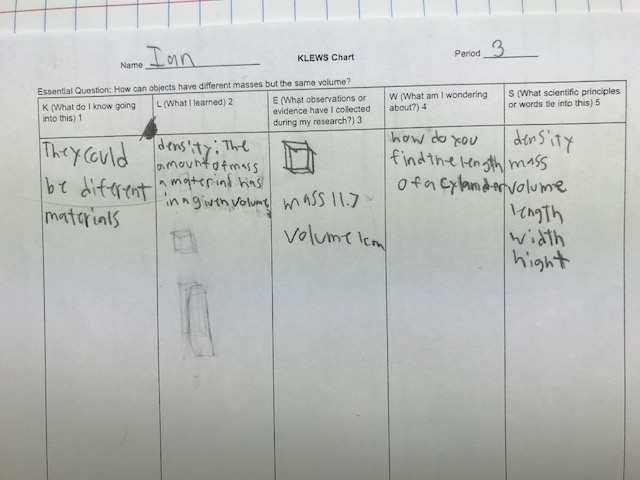 Name Ian
KLEWS Chart
Period 3
Essential Question: How can objects have different masses but the same volume?
K (What do I know going
into this) 1
They could
be different
materials
L (What I learned) 2
density: The
amount of mass
a material has
in a givin volume
E (What observations or
evidence have I collected
during my research?) 3
mass 11.7
volume 1cm
W (What am I wondering
about?) 4
how do you
find the length
of a cylander
S (What scientific principles
or words tie into this) 5
density
mass
volume
length
width
hight